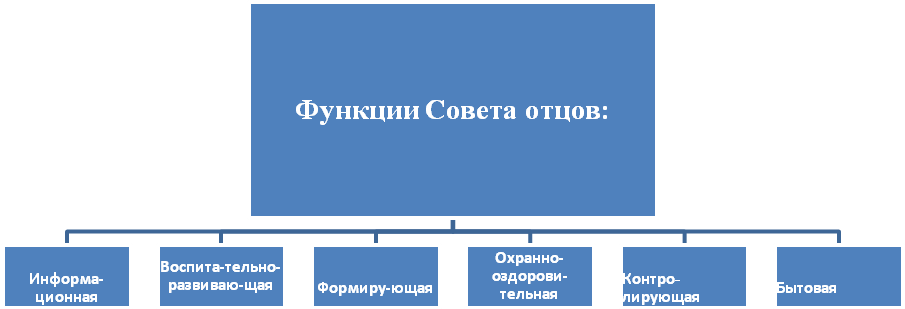 Функции Совета отцов:
Информа-
ционная
Воспита-тельно-
развиваю-щая
Формиру-ющая
Охранно-
оздорови-
тельная
Контро-
лирующая
Бытовая